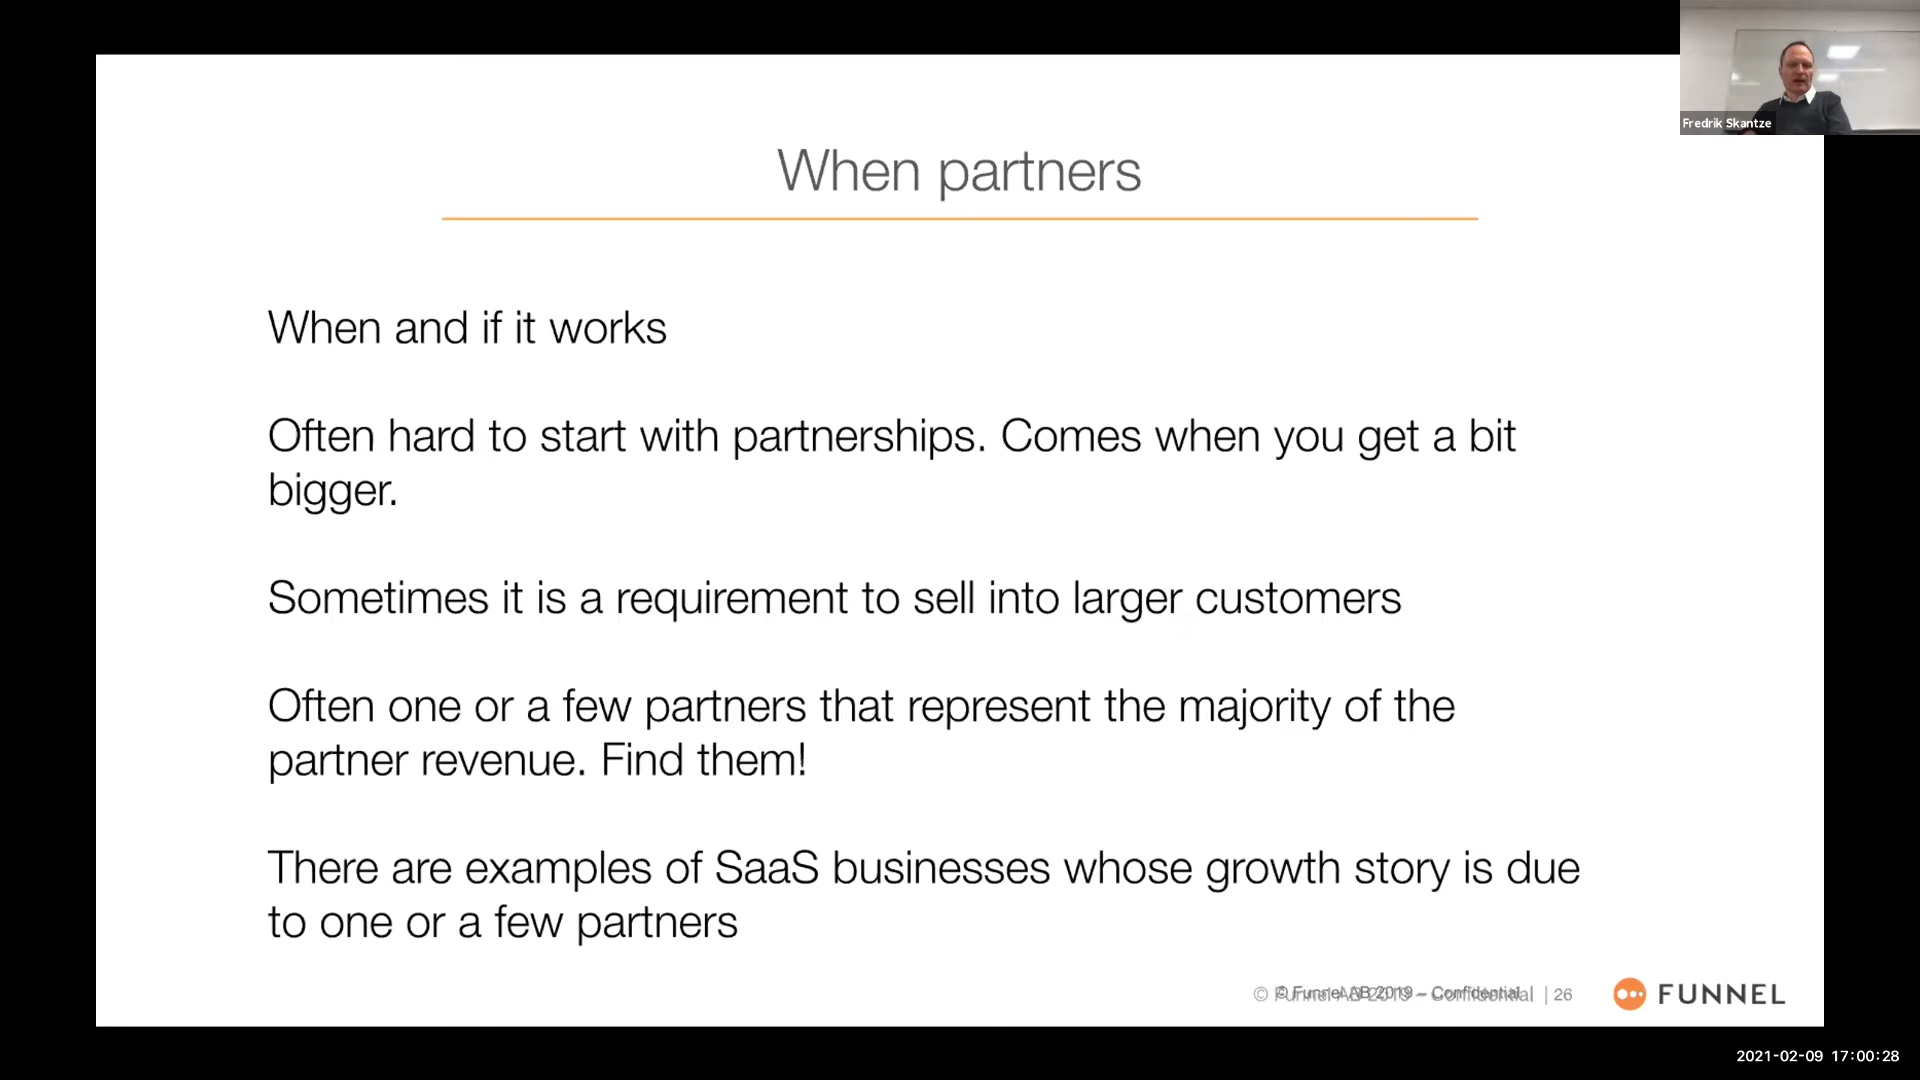 Fredrik Skantze
When partners
When and if it works
Often hard to start with partnerships. Comes when you get a bit
bigger.
Sometimes it is a requirement to sell into larger customers
Often one or a few partners that represent the majority of the
partner revenue. Find them!
There are examples of SaaS businesses whose growth story is due
to one or a few partners
© Funnel AB 2019 – Confidential | 26
FUNNEL
2021-02-09 17:00:28